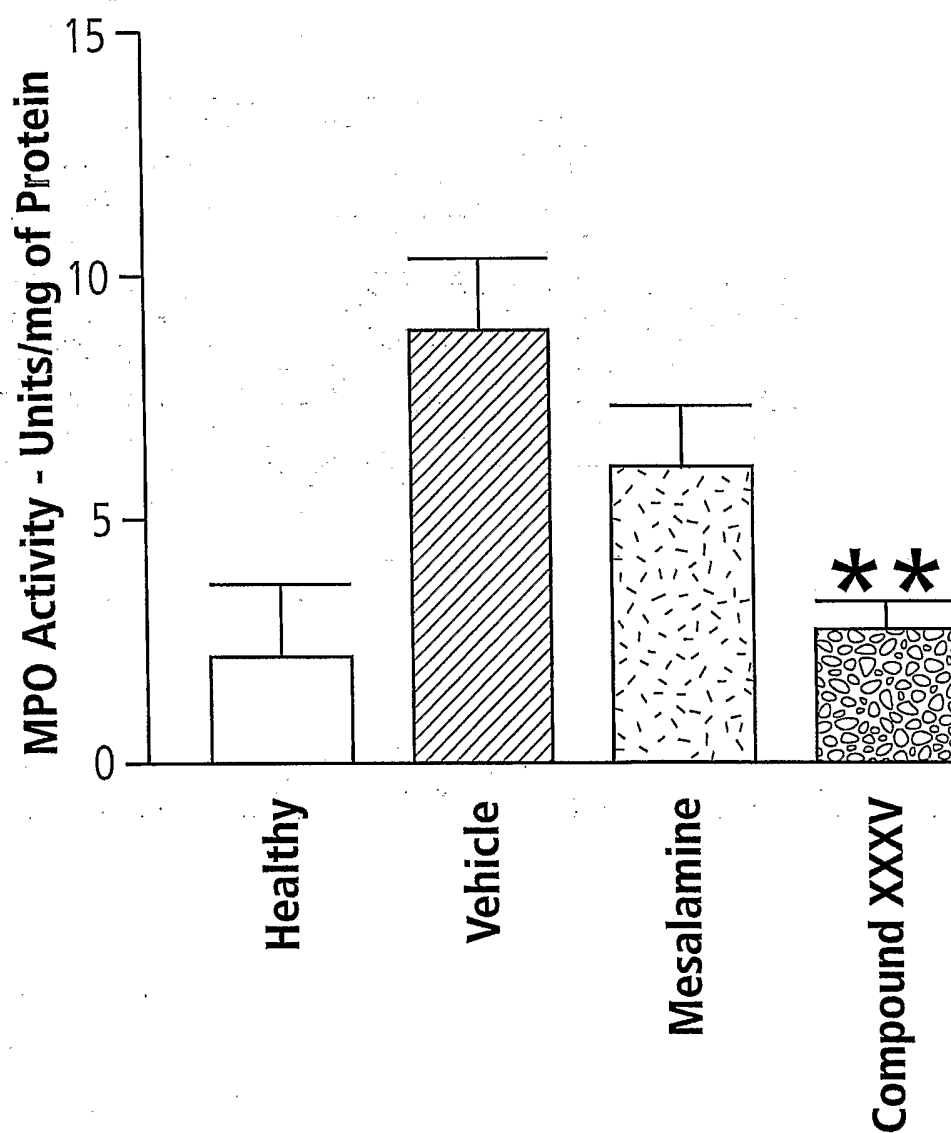 MPO Activity - Units/mg of Protein
15
10
5
0
**
Healthy
Vehicle
Mesalamine
Compound XXXV